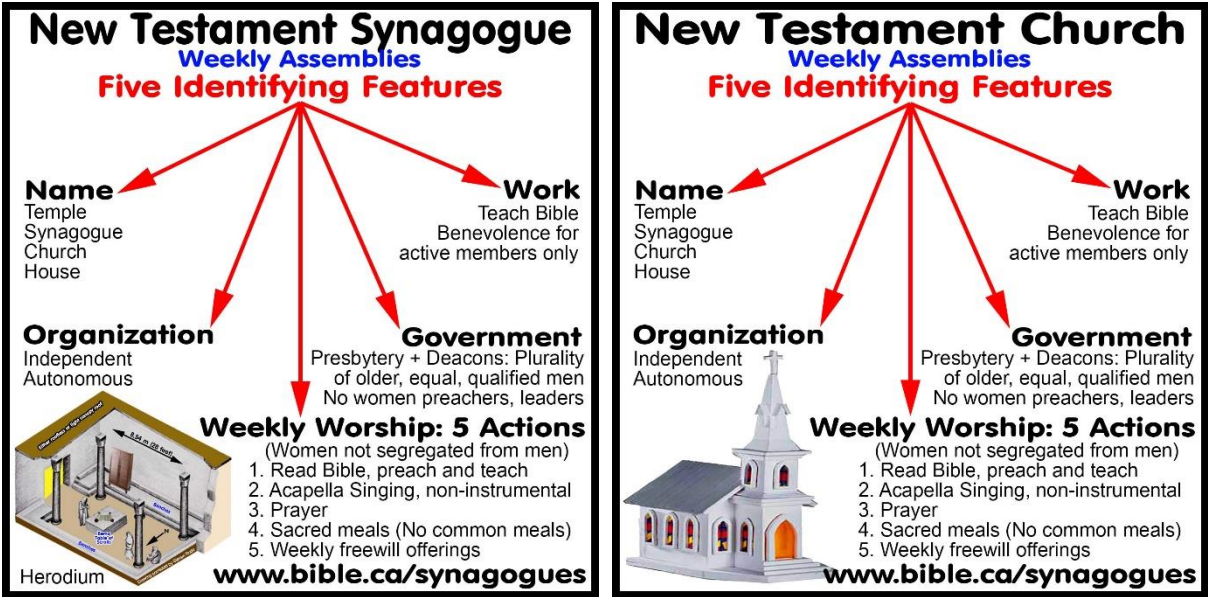 New Testament Synagogue
Weekly Assemblies
Five Identifying Features
Name
Temple
Synagogue
Church
House
Work
Teach Bible
Benevolence for
active members only
Organization
Independent
Autonomous
Government
Presbytery + Deacons: Plurality
of older, equal, qualified men
No women preachers, leaders
Weekly Worship: 5 Actions
(Women not segregated from men)
1. Read Bible, preach and teach
2. Acapella Singing, non-instrumental
3. Prayer
4. Sacred meals (No common meals)
5. Weekly freewill offerings
8.54 m (28 feet)
Benches
Benches
Herodium
www.bible.ca/synagogues
New Testament Church
Weekly Assemblies
Five Identifying Features
Name
Temple
Synagogue
Church
House
Work
Teach Bible
Benevolence for
active members only
Organization
Independent
Autonomous
Government
Presbytery + Deacons: Plurality
of older, equal, qualified men
No women preachers, leaders
Weekly Worship: 5 Actions
(Women not segregated from men)
1. Read Bible, preach and teach
2. Acapella Singing, non-instrumental
3. Prayer
4. Sacred meals (No common meals)
5. Weekly freewill offerings
www.bible.ca/synagogues